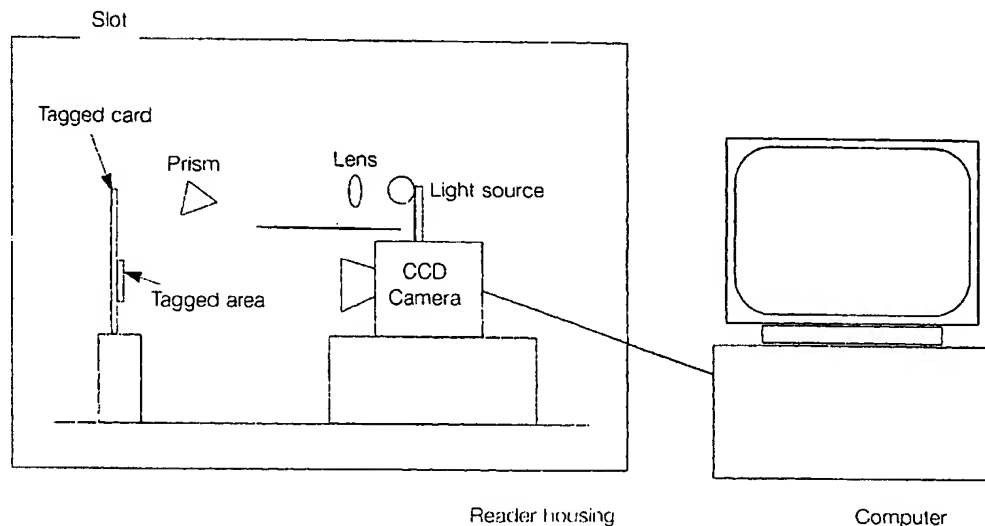 Slot
Tagged card
Prism
Lens
Light source
CCD
Camera
Tagged area
Reader housing
Computer